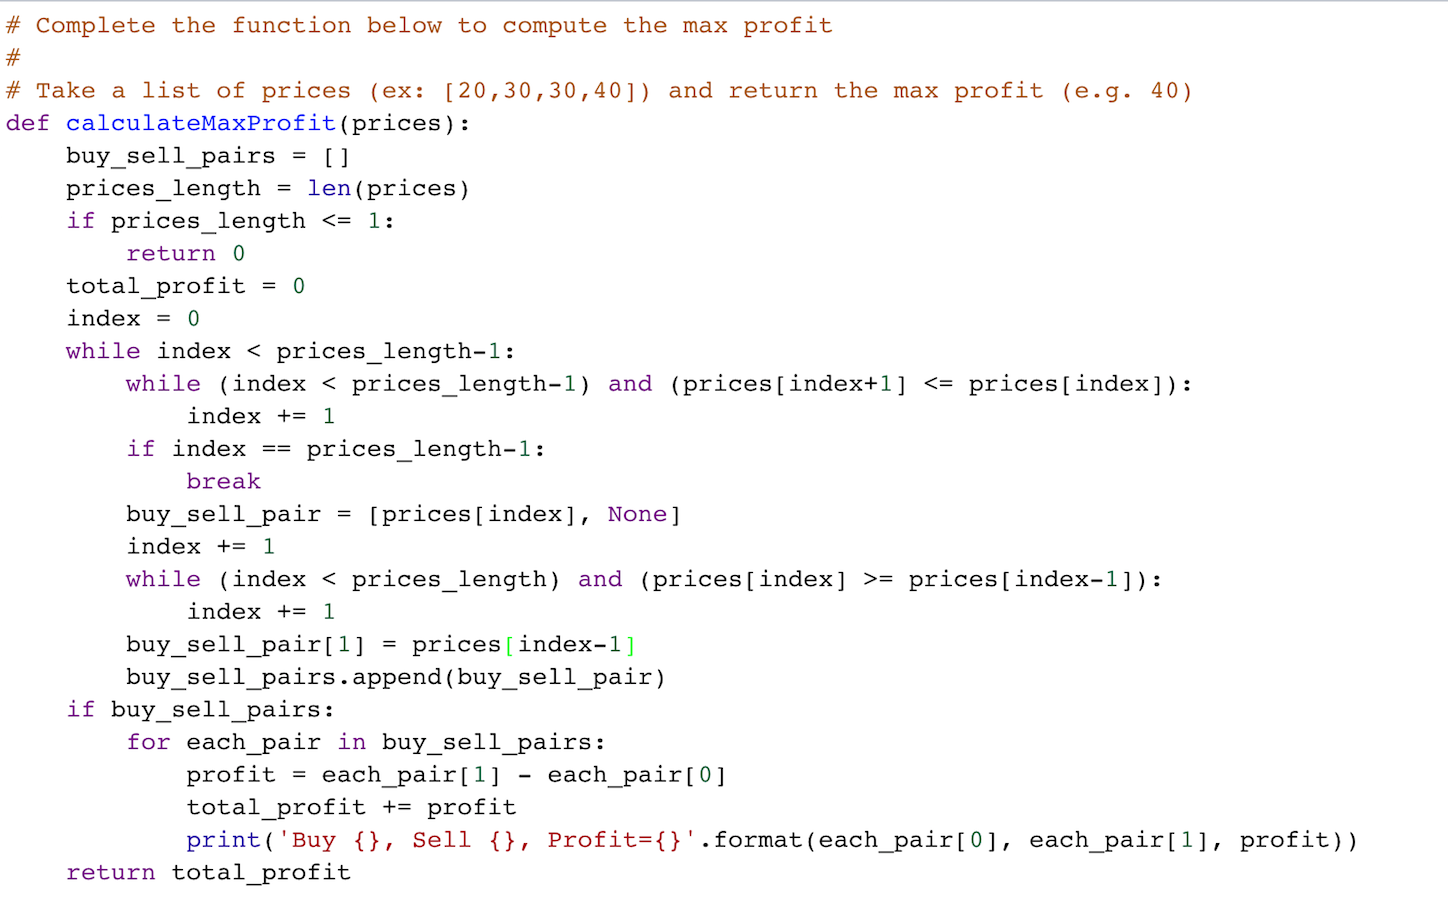 # Complete the function below to compute the max profit
#
# Take a list of prices (ex: [20,30,30,40]) and return the max profit (e.g. 40)
def calculateMaxProfit(prices):
    buy_sell_pairs = []
    prices_length = len(prices)
    if prices_length <= 1:
        return 0
    total_profit = 0
    index = 0
    while index < prices_length-1:
        while (index < prices_length-1) and (prices[index+1] <= prices[index]):
            index += 1
        if index == prices_length-1:
            break
        buy_sell_pair = [prices[index], None]
        index += 1
        while (index < prices_length) and (prices[index] >= prices[index-1]):
            index += 1
        buy_sell_pair[1] = prices[index-1]
        buy_sell_pairs.append(buy_sell_pair)
    if buy_sell_pairs:
        for each_pair in buy_sell_pairs:
            profit = each_pair[1] - each_pair[0]
            total_profit += profit
            print('Buy {}, Sell {}, Profit={}'.format(each_pair[0], each_pair[1], profit))
    return total_profit